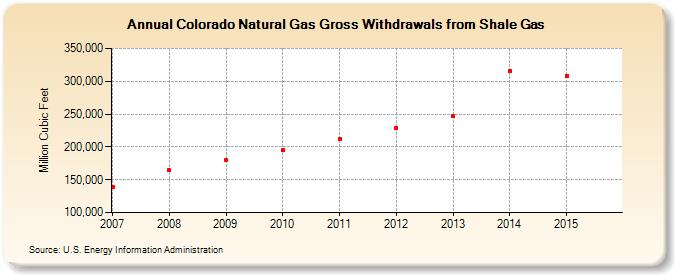 Annual Colorado Natural Gas Gross Withdrawals from Shale Gas
Million Cubic Feet
350,000
300,000
250,000
200,000
150,000
100,000
2007 2008 2009 2010 2011 2012 2013 2014 2015
Source: U.S. Energy Information Administration